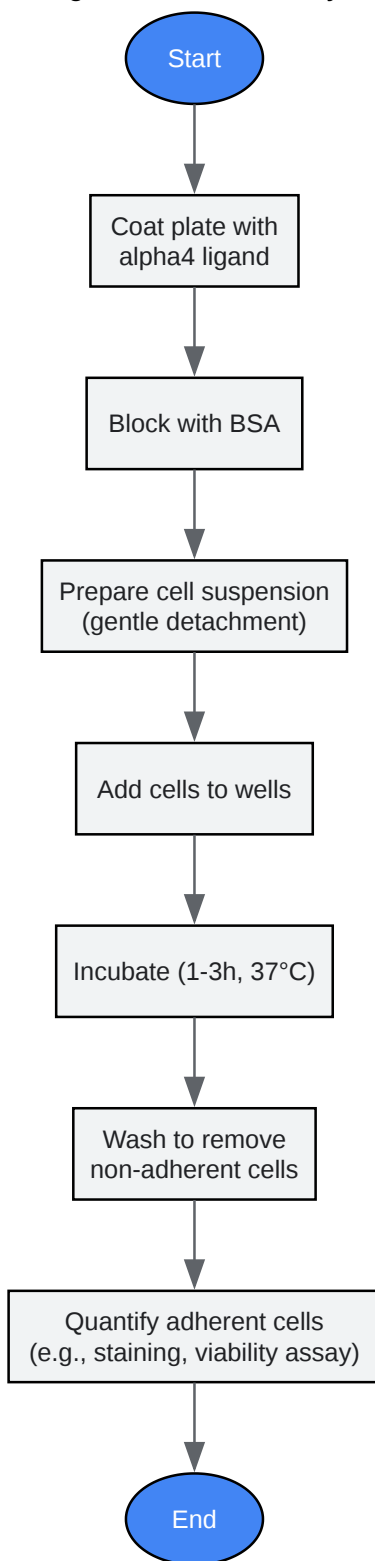 Start
Coat plate with
alpha4 ligand
Block with BSA
Prepare cell suspension
(gentle detachment)
Add cells to wells
Incubate (1-3h, 37°C)
Wash to remove
non-adherent cells
Quantify adherent cells
(e.g., staining, viability assay)
End